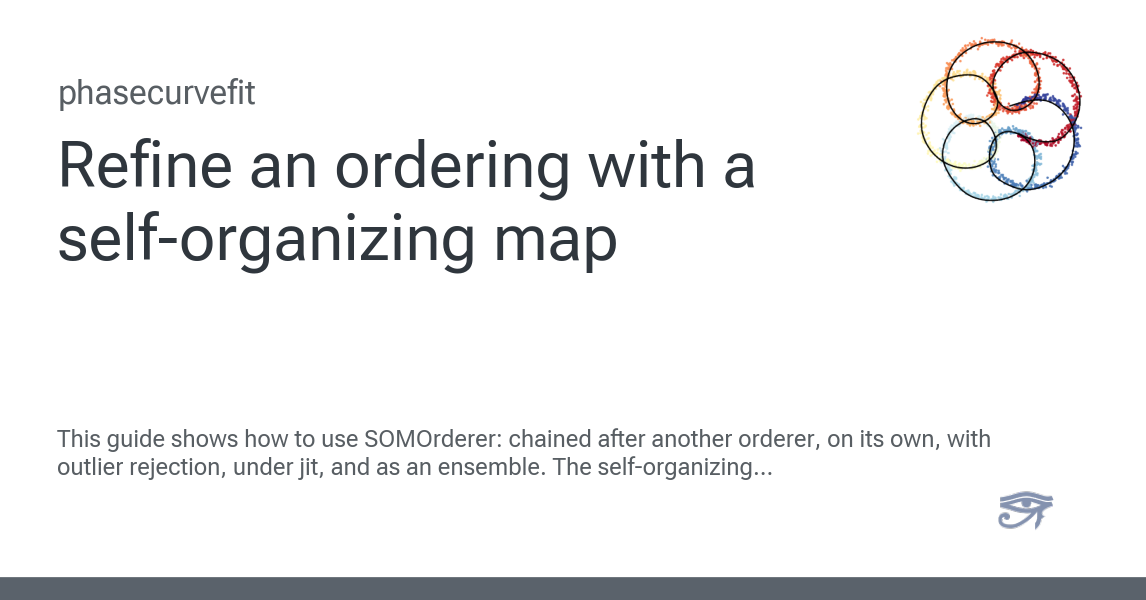 phasecurvefit
Refine an ordering with a
self-organizing map
This guide shows how to use SOMOrderer: chained after another orderer, on its own, with
outlier rejection, under jit, and as an ensemble. The self-organizing...